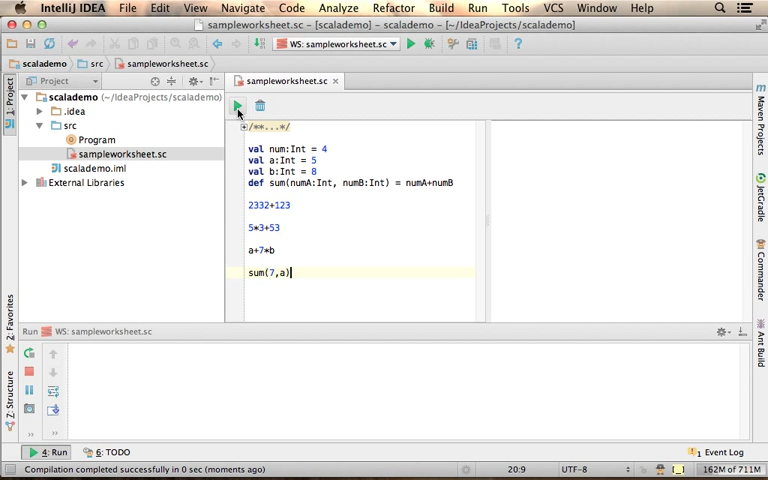 IntelliJ IDEA File Edit View Navigate Code Analyze Refactor Build Run Tools VCS Window Help
sampleworksheet.sc - [scalademo] - scalademo - [~/IdeaProjects/scalademo]
WS: sampleworksheet.sc
scalademo src sampleworksheet.sc
Project sampleworksheet.sc
1: Project
scalademo (~/IdeaProjects/scalademo)
.idea
src
Program
sampleworksheet.sc
scalademo.iml
External Libraries
/**...*/
val num:Int = 4
val a:Int = 5
val b:Int = 8
def sum(numA:Int, numB:Int) = numA+numB
2332+123
5*3+53
a+7*b
sum(7,a)
Maven Projects
JetGradle
Commander
Ant Build
2: Favorites
Z: Structure
Run WS: sampleworksheet.sc
4: Run 6: TODO 1 Event Log
Compilation completed successfully in 0 sec (moments ago) 20:9 UTF-8 162M of 711M